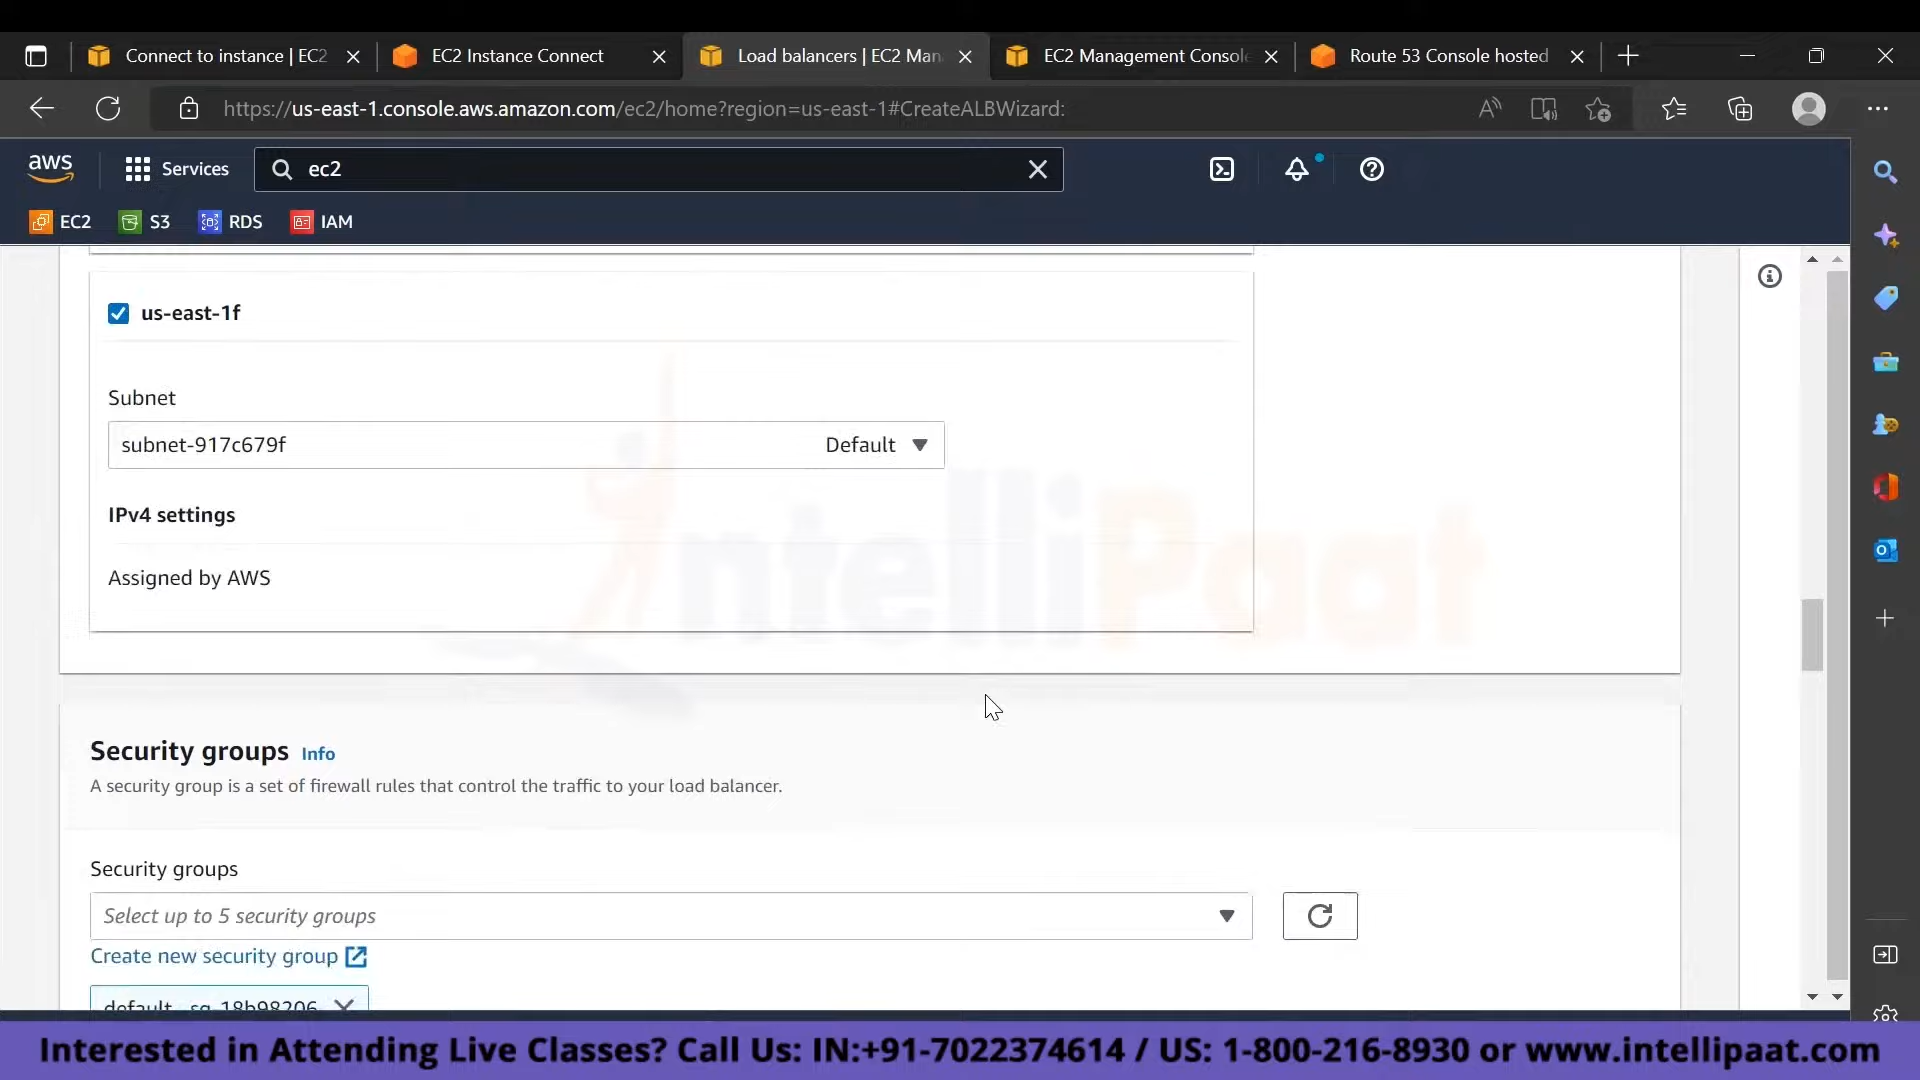 Connect to instance | EC2
EC2 Instance Connect
Load balancers | EC2 Man
EC2 Management Console
Route 53 Console hosted
https://us-east-1.console.aws.amazon.com/ec2/home?region=us-east-1#CreateALBWizard:
aws
Services
ec2
EC2
S3
RDS
IAM
us-east-1f
Subnet
subnet-917c679f
Default
IPv4 settings
Assigned by AWS
IntelliPaat
Security groups Info
A security group is a set of firewall rules that control the traffic to your load balancer.
Security groups
Select up to 5 security groups
Create new security group
default sg-18b98206
Interested in Attending Live Classes? Call Us: IN:+91-7022374614 / US: 1-800-216-8930 or www.intellipaat.com